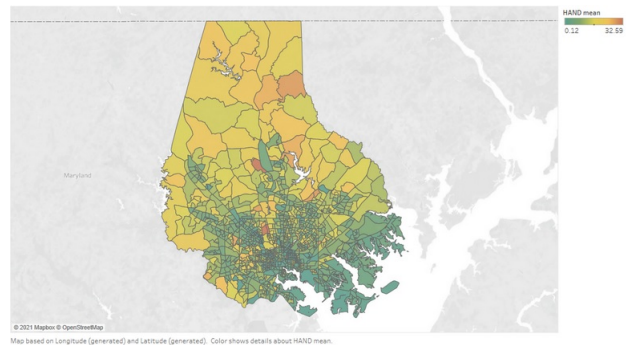 HAND mean
0.12 32.59
Maryland
© 2021 Mapbox © OpenStreetMap
Map based on Longitude (generated) and Latitude (generated). Color shows details about HAND mean.